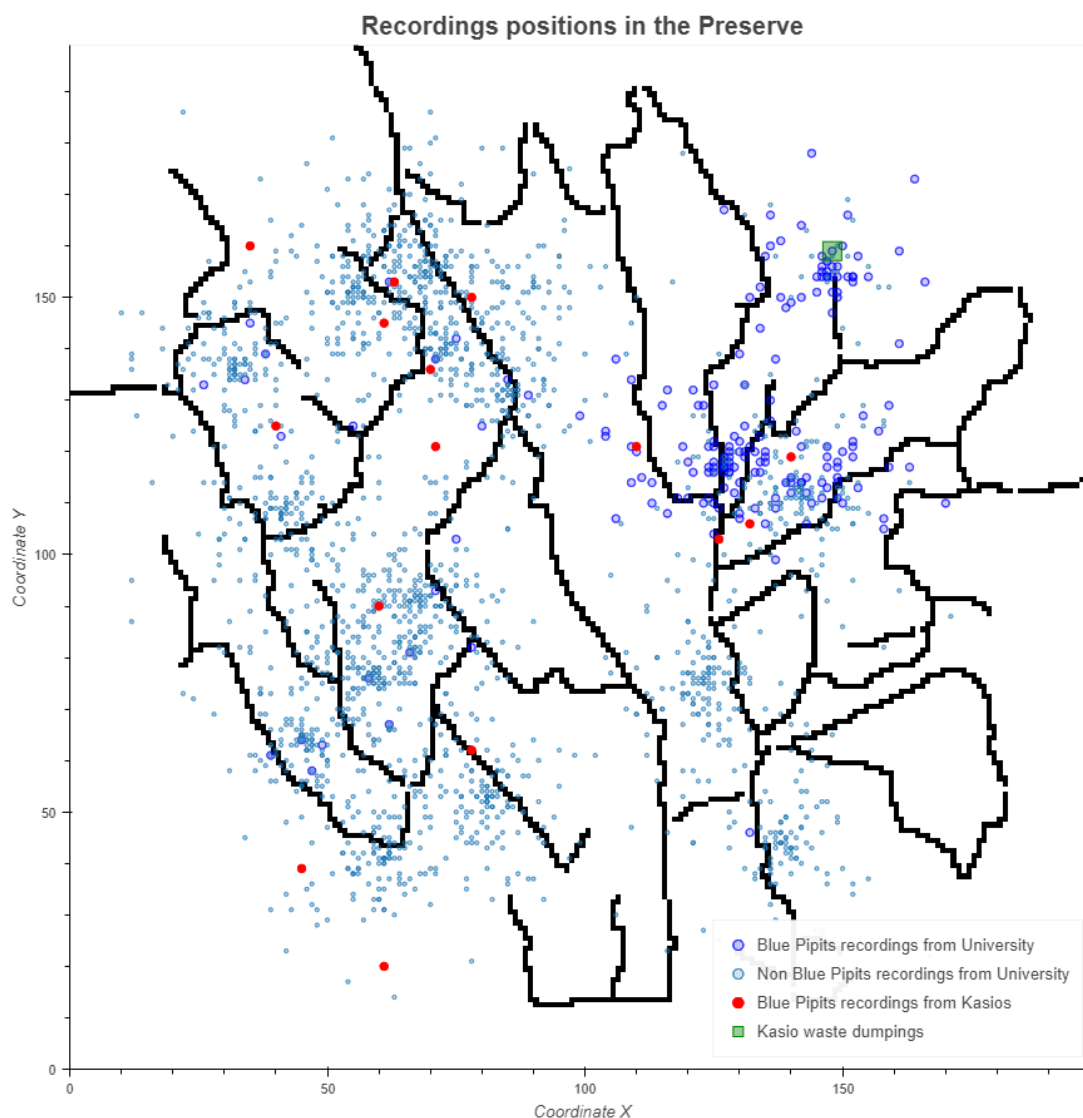 Recordings positions in the Preserve
Coordinate Y
150
100
50
0
0
50
100
150
Coordinate X
Blue Pipits recordings from University
Non Blue Pipits recordings from University
Blue Pipits recordings from Kasios
Kasio waste dumpings